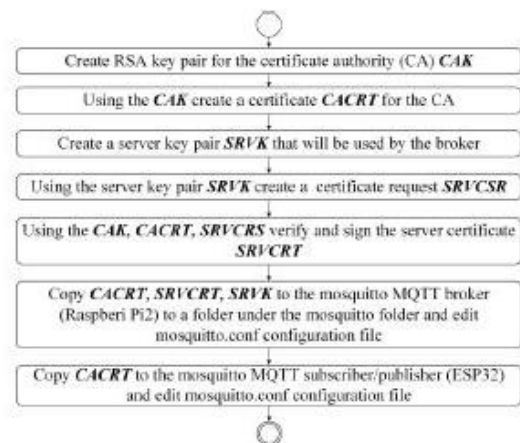 Create RSA key pair for the certificate authority (CA) CAK
Using the CAK create a certificate CACRT for the CA
Create a server key pair SRVK that will be used by the broker
Using the server key pair SRVK create a certificate request SRVCSR
Using the CAK, CACRT, SRVCRS verify and sign the server certificate
SRVCRT
Copy CACRT, SRVCRT, SRVK to the mosquitto MQTT broker
(Raspberi Pi2) to a folder under the mosquitto folder and edit
mosquitto.conf configuration file
Copy CACRT to the mosquitto MQTT subscriber/publisher (ESP32)
and edit mosquitto.conf configuration file